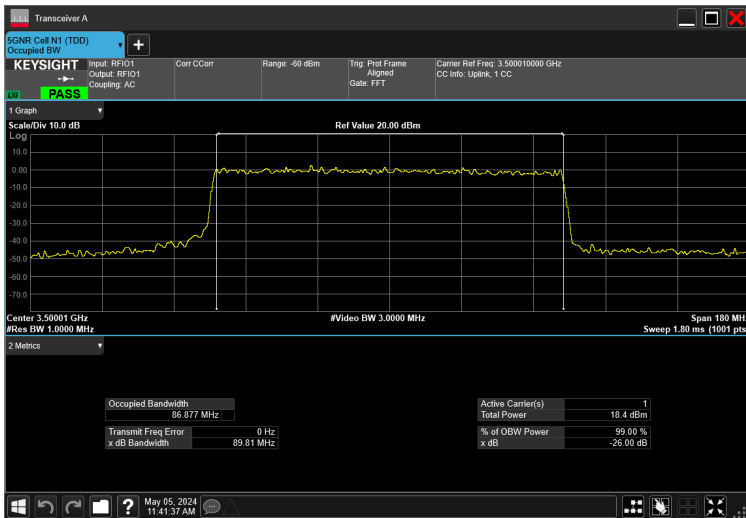 Transceiver A
5GNR Cell N1 (TDD)
Occupied BW
+
KEYSIGHT
LXI
PASS
Input: RFIO1
Output: RFIO1
Coupling: AC
Corr CCorr
Range: -60 dBm
Trig: Prot Frame
Aligned
Gate: FFT
Carrier Ref Freq: 3.500010000 GHz
CC Info: Uplink, 1 CC
1 Graph
Scale/Div 10.0 dB
Ref Value 20.00 dBm
Log
10.0
0.00
-10.0
-20.0
-30.0
-40.0
-50.0
-60.0
-70.0
Center 3.50001 GHz
#Video BW 3.0000 MHz
Span 180 MH
#Res BW 1.0000 MHz
Sweep 1.80 ms (1001 pts
2 Metrics
Occupied Bandwidth
86.877 MHz
Transmit Freq Error 0 Hz
x dB Bandwidth 89.81 MHz
Active Carrier(s) 1
Total Power 18.4 dBm
% of OBW Power 99.00 %
x dB -26.00 dB
?
May 05, 2024
11:41:37 AM